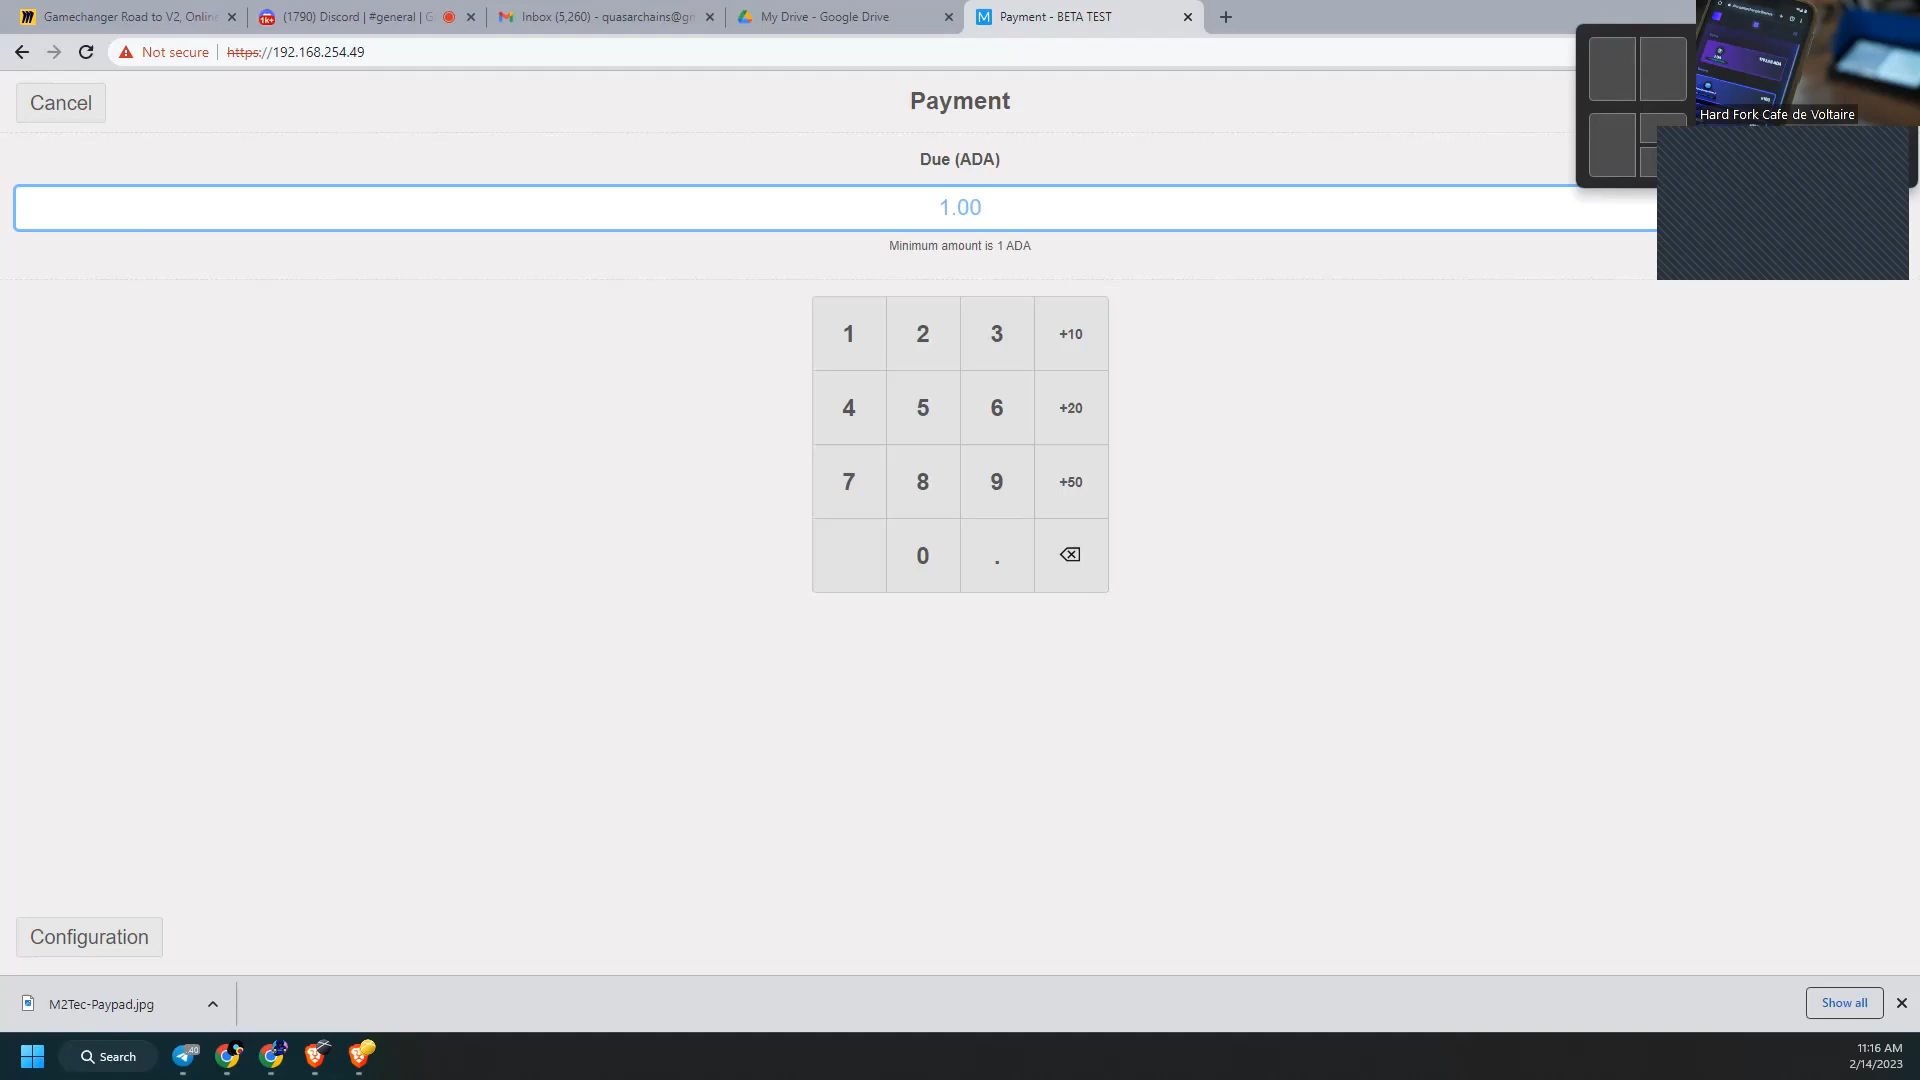 Gamechanger Road to V2, Onlin
(1790) Discord | #general | G
Inbox (5,260) - quasarchains@gm
My Drive - Google Drive
Payment - BETA TEST
Not secure
https://192.168.254.49
Cancel
Payment
Hard Fork Cafe de Voltaire
Due (ADA)
1.00
Minimum amount is 1 ADA
1 2 3 +10
4 5 6 +20
7 8 9 +50
0 .
Configuration
M2Tec-Paypad.jpg
Show all
Search
40
11:16 AM
2/14/2023